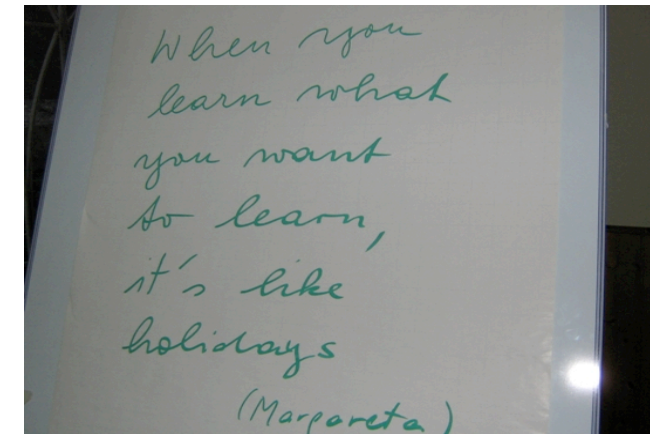 When you
learn what
you want
to learn,
it's like
holidays
(Margareta)